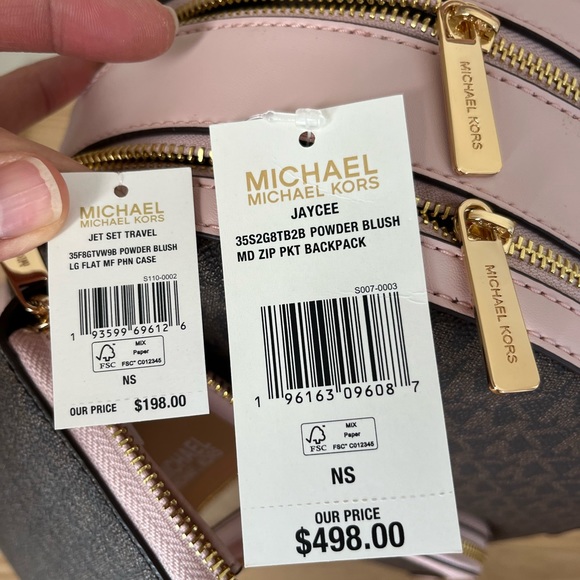 MICHAEL
MICHAEL KORS
JET SET TRAVEL
35F8GTVW9B POWDER BLUSH
LG FLAT MF PHN CASE
S110-0002
1 93599 69612 6
FSC
MIX
Paper
FSC® C012345
NS
OUR PRICE $198.00
MICHAEL
MICHAEL KORS
JAYCEE
35S2G8TB2B POWDER BLUSH
MD ZIP PKT BACKPACK
S007-0003
1 96163 09608 7
FSC
MIX
Paper
FSC® C012345
NS
OUR PRICE
$498.00
MICHAEL KORS
MICHAEL KORS